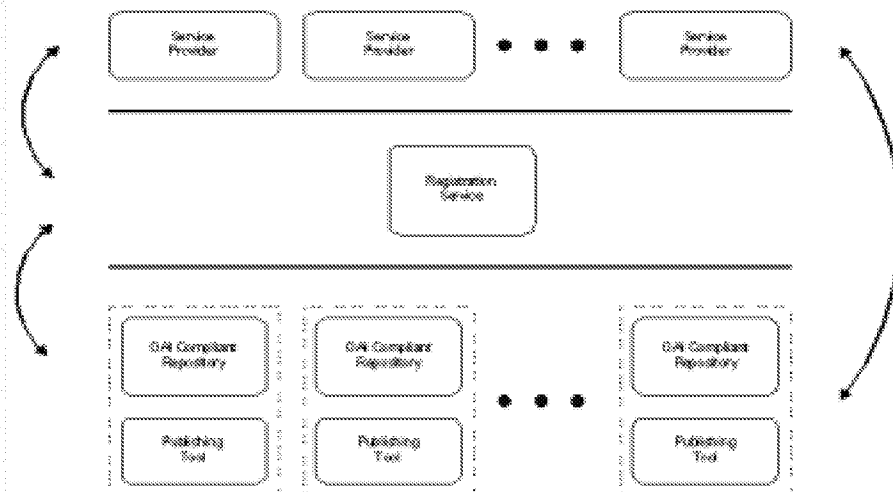 Service
Provider
Service
Provider
Service
Provider
Registration
Service
OAI Compliant
Repository
OAI Compliant
Repository
OAI Compliant
Repository
Publishing
Tool
Publishing
Tool
Publishing
Tool